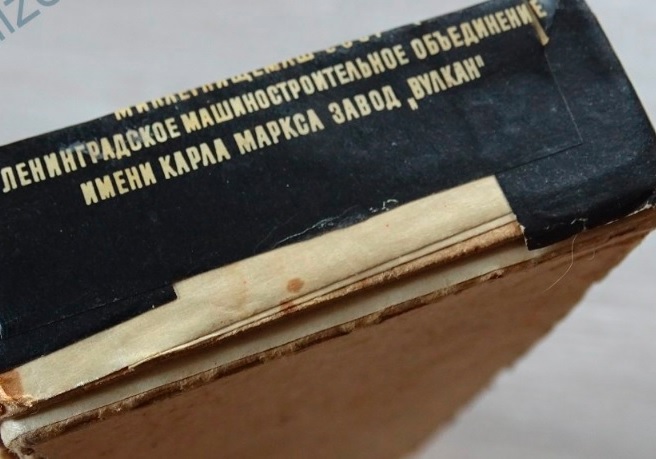 ЛЕНИНГРАДСКОЕ МАШИНОСТРОИТЕЛЬНОЕ ОБЪЕДИНЕНИЕ
ИМЕНИ КАРЛА МАРКСА ЗАВОД „ВУЛКАН"